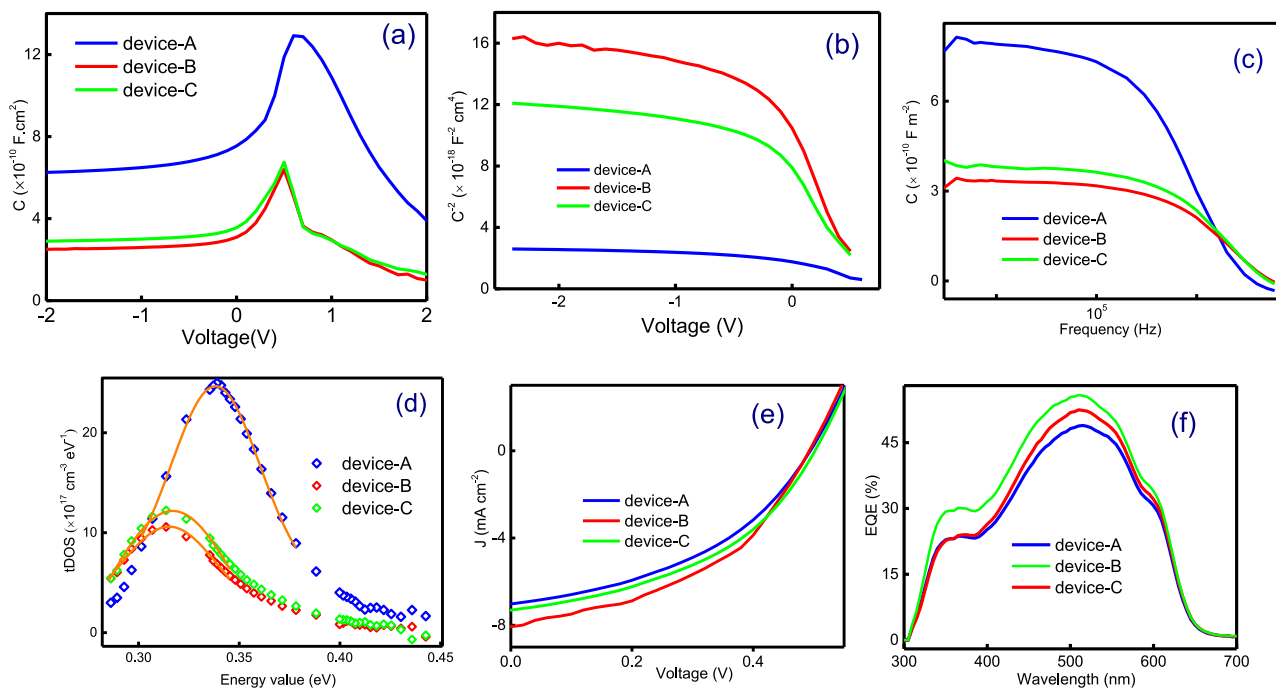 (a)
device-A
device-B
device-C
C (×10⁻¹⁰ F.cm²)
12
8
4
0
-2
-1
0
1
2
Voltage(V)
(b)
device-A
device-B
device-C
C⁻² (× 10⁻¹⁸ F⁻² cm⁴)
16
12
8
4
0
-2
-1
0
Voltage (V)
(c)
device-A
device-B
device-C
C (×10⁻¹⁰ F m⁻²)
6
3
0
10⁵
Frequency (Hz)
(d)
device-A
device-B
device-C
tDOS (×10¹⁷ cm⁻³ eV⁻¹)
20
10
0
0.30
0.35
0.40
0.45
Energy value (eV)
(e)
device-A
device-B
device-C
J (mA cm⁻²)
0
-4
-8
0.0
0.2
0.4
Voltage (V)
(f)
device-A
device-B
device-C
EQE (%)
45
30
15
0
300
400
500
600
700
Wavelength (nm)